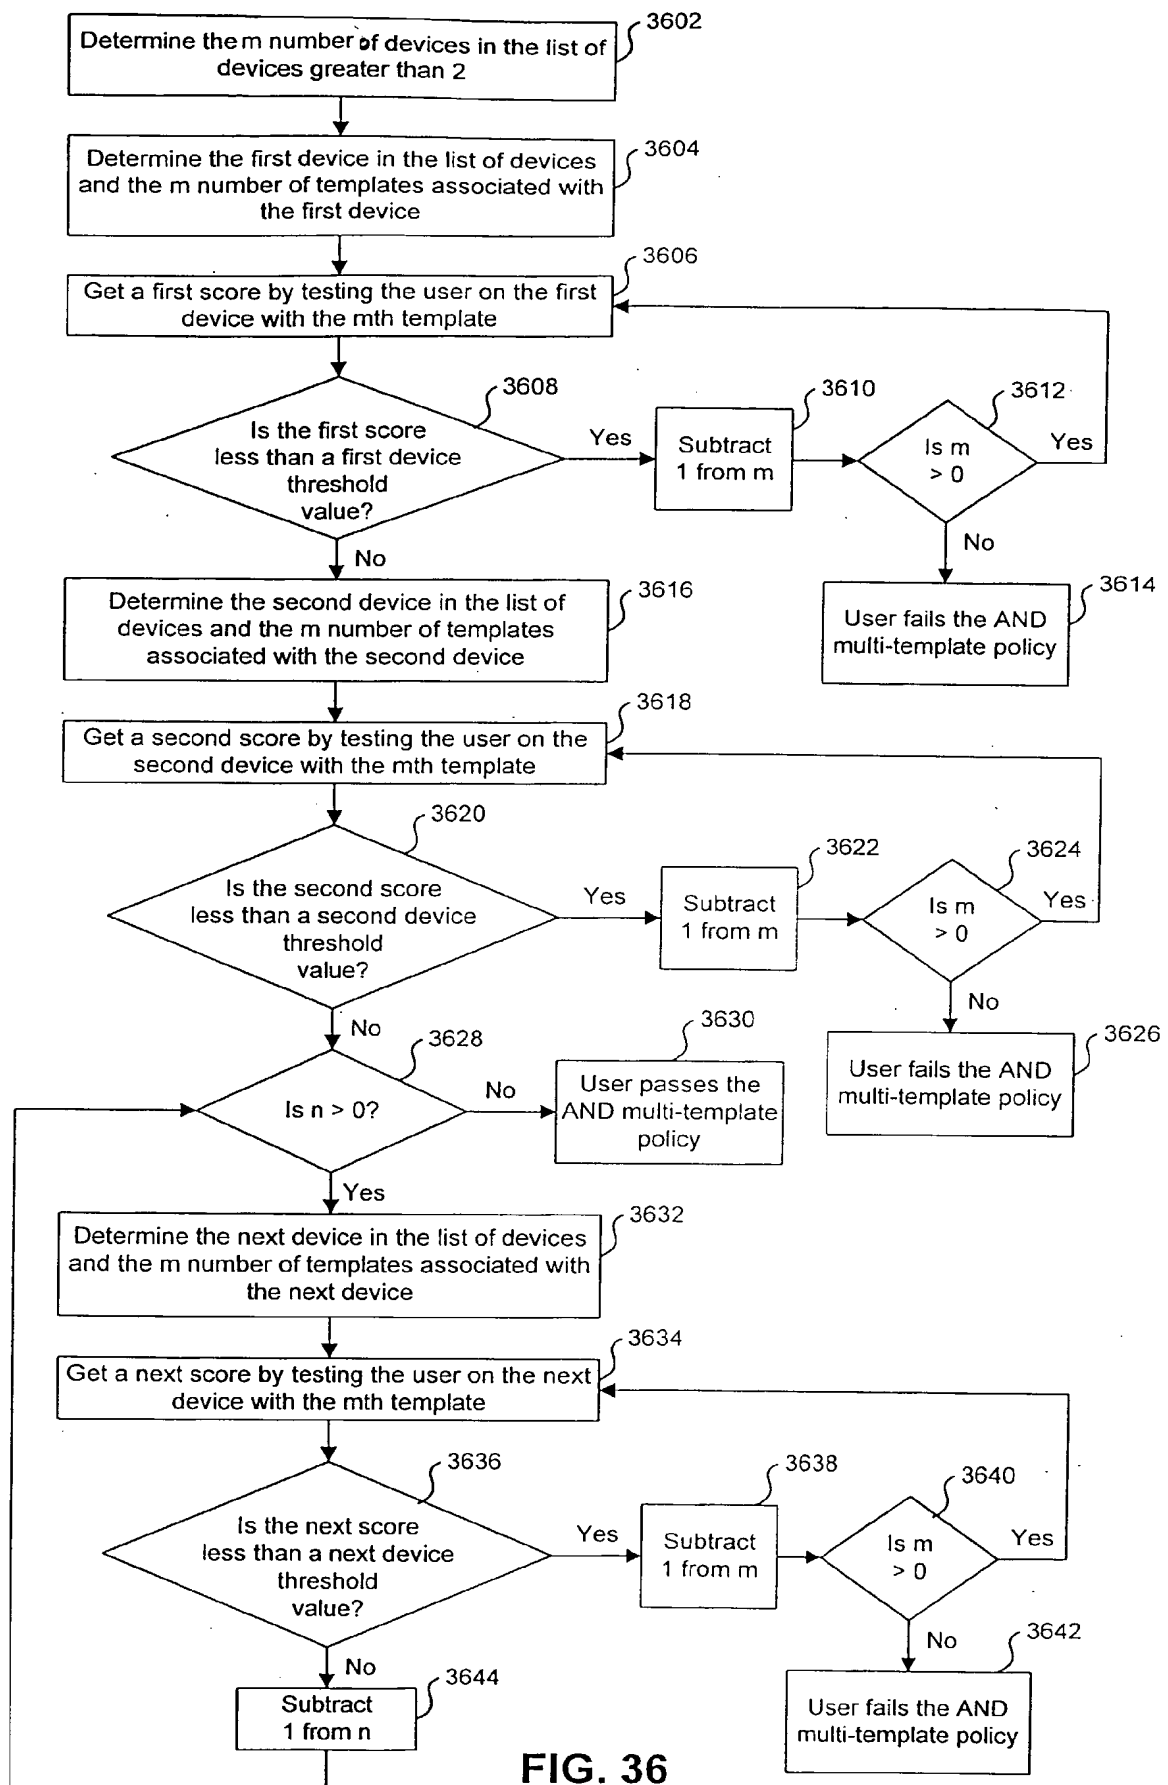 3602
Determine the m number of devices in the list of
devices greater than 2
3604
Determine the first device in the list of devices
and the m number of templates associated with
the first device
3606
Get a first score by testing the user on the first
device with the mth template
3608
Is the first score
less than a first device
threshold
value?
Yes
3610
Subtract
1 from m
3612
Is m
> 0
Yes
No
No
3614
User fails the AND
multi-template policy
3616
Determine the second device in the list of
devices and the m number of templates
associated with the second device
3618
Get a second score by testing the user on the
second device with the mth template
3620
Is the second score
less than a second device
threshold
value?
Yes
3622
Subtract
1 from m
3624
Is m
> 0
Yes
No
No
3626
User fails the AND
multi-template policy
3628
Is n > 0?
No
3630
User passes the
AND multi-template
policy
Yes
3632
Determine the next device in the list of devices
and the m number of templates associated with
the next device
3634
Get a next score by testing the user on the next
device with the mth template
3636
Is the next score
less than a next device
threshold
value?
Yes
3638
Subtract
1 from m
3640
Is m
> 0
Yes
No
No
3642
User fails the AND
multi-template policy
3644
Subtract
1 from n
FIG. 36